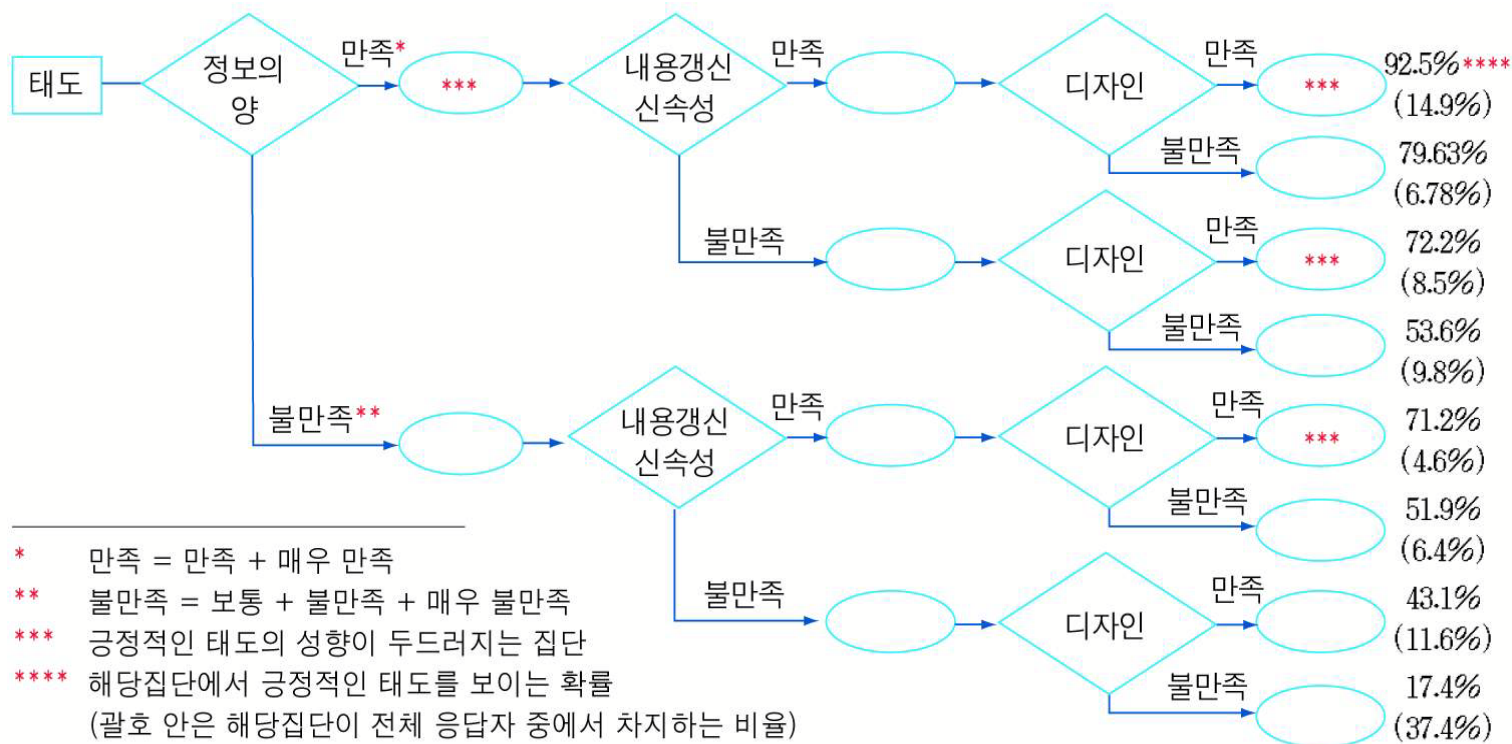 태도
정보의
양
만족*
***
내용갱신
신속성
만족
디자인
만족
***
92.5%****
(14.9%)
불만족
79.63%
(6.78%)
불만족
디자인
만족
***
72.2%
(8.5%)
불만족
53.6%
(9.8%)
불만족**
내용갱신
신속성
만족
디자인
만족
***
71.2%
(4.6%)
불만족
51.9%
(6.4%)
불만족
디자인
만족
43.1%
(11.6%)
불만족
17.4%
(37.4%)
* 만족 = 만족 + 매우 만족
** 불만족 = 보통 + 불만족 + 매우 불만족
*** 긍정적인 태도의 성향이 두드러지는 집단
**** 해당집단에서 긍정적인 태도를 보이는 확률
(괄호 안은 해당집단이 전체 응답자 중에서 차지하는 비율)